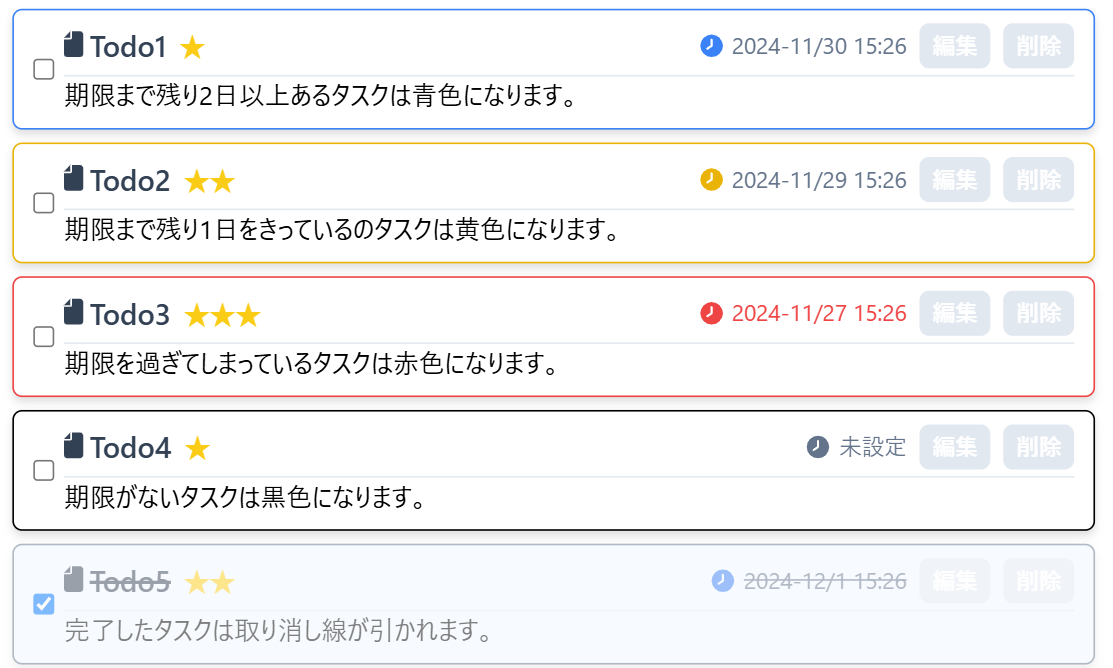 Todo1 ★ 2024-11/30 15:26 編集 削除
期限まで残り2日以上あるタスクは青色になります。
Todo2 ★★ 2024-11/29 15:26 編集 削除
期限まで残り1日をきっているのタスクは黄色になります。
Todo3 ★★★ 2024-11/27 15:26 編集 削除
期限を過ぎてしまっているタスクは赤色になります。
Todo4 ★ 未設定 編集 削除
期限がないタスクは黒色になります。
Todo5 ★★ 2024-12/1 15:26 編集 削除
完了したタスクは取り消し線が引かれます。